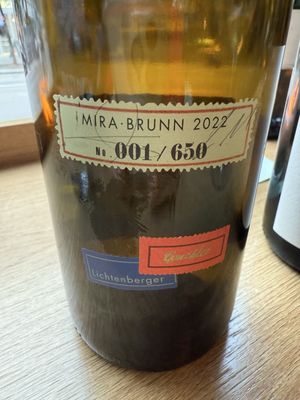 MIRA·BRUNN 2022
No. 001 / 650
Lichtenberger